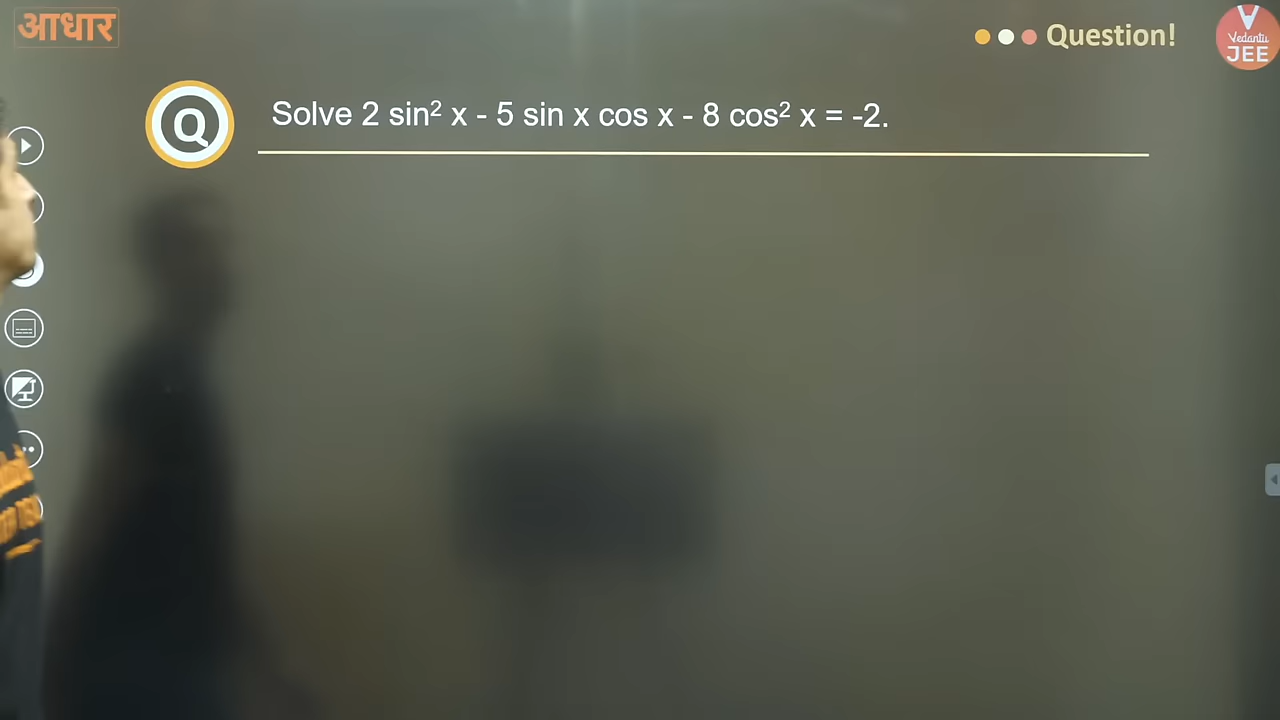 आधार
Question!
Vedantu
JEE
Q
Solve 2 sin² x - 5 sin x cos x - 8 cos² x = -2.